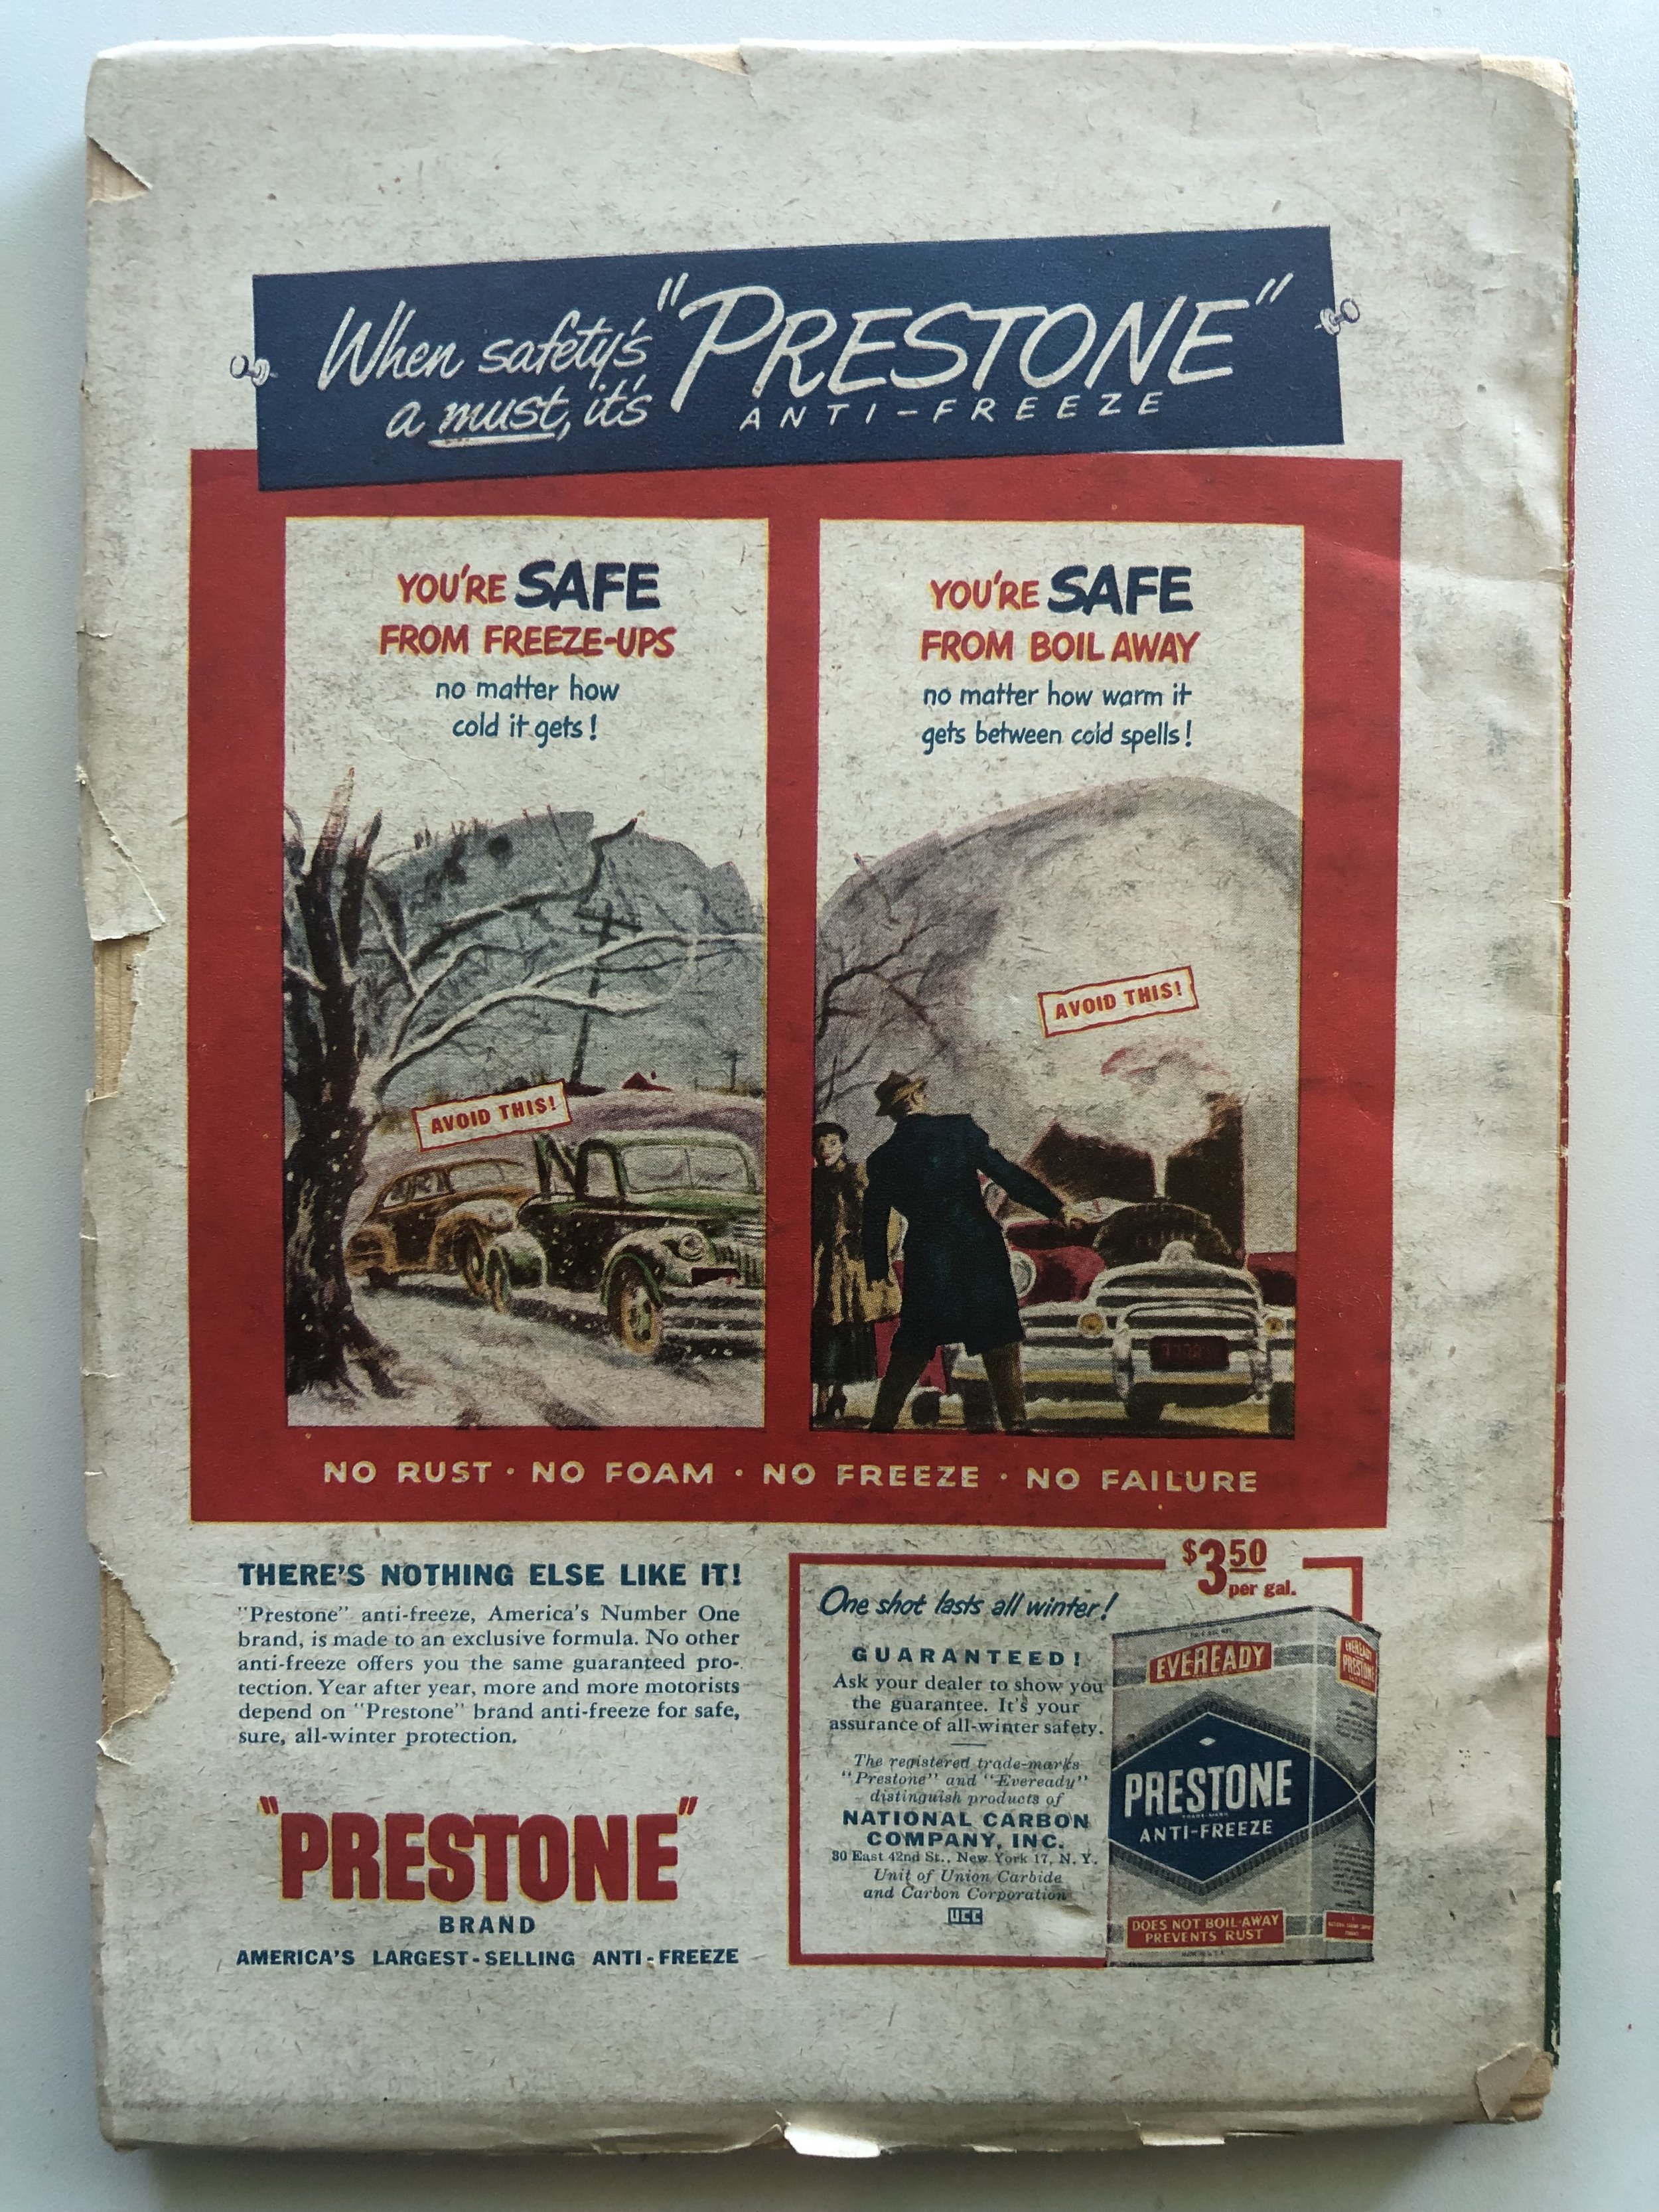 When safety's
a must, it's
"PRESTONE"
ANTI-FREEZE
YOU'RE SAFE
FROM FREEZE-UPS
no matter how
cold it gets!
AVOID THIS!
YOU'RE SAFE
FROM BOIL AWAY
no matter how warm it
gets between cold spells!
AVOID THIS!
NO RUST · NO FOAM · NO FREEZE · NO FAILURE
THERE'S NOTHING ELSE LIKE IT!
"Prestone" anti-freeze, America's Number One
brand, is made to an exclusive formula. No other
anti-freeze offers you the same guaranteed pro-
tection. Year after year, more and more motorists
depend on "Prestone" brand anti-freeze for safe,
sure, all-winter protection.
"PRESTONE"
BRAND
AMERICA'S LARGEST-SELLING ANTI-FREEZE
$3.50
per gal.
One shot lasts all winter!
GUARANTEED!
Ask your dealer to show you
the guarantee. It's your
assurance of all-winter safety.
The registered trade-marks
"Prestone" and "Eveready"
distinguish products of
NATIONAL CARBON
COMPANY, INC.
30 East 42nd St., New York 17, N. Y.
Unit of Union Carbide
and Carbon Corporation
UCC
EVEREADY
PRESTONE
TRADE-MARK
ANTI-FREEZE
DOES NOT BOIL AWAY
PREVENTS RUST
EVEREADY
PRESTONE